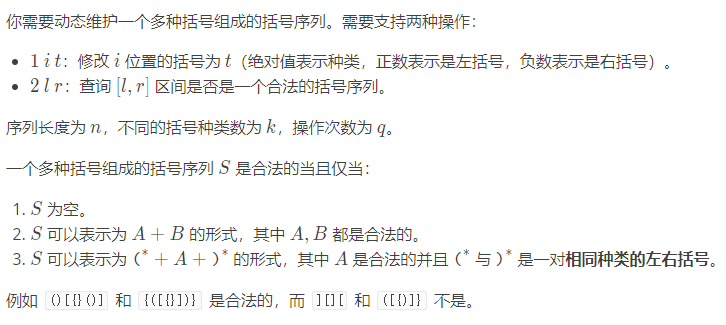 你需要动态维护一个多种括号组成的括号序列。需要支持两种操作：
• 1 i t：修改 i 位置的括号为 t（绝对值表示种类，正数表示是左括号，负数表示是右括号）。
• 2 l r：查询 [l, r] 区间是否是一个合法的括号序列。
序列长度为 n，不同的括号种类数为 k，操作次数为 q。
一个多种括号组成的括号序列 S 是合法的当且仅当：
1. S 为空。
2. S 可以表示为 A + B 的形式，其中 A, B 都是合法的。
3. S 可以表示为 (* + A + )* 的形式，其中 A 是合法的并且 (* 与 )* 是一对相同种类的左右括号。
例如 ()[{}()] 和 {([{}])} 是合法的，而 ][][ 和 ([{)]} 不是。